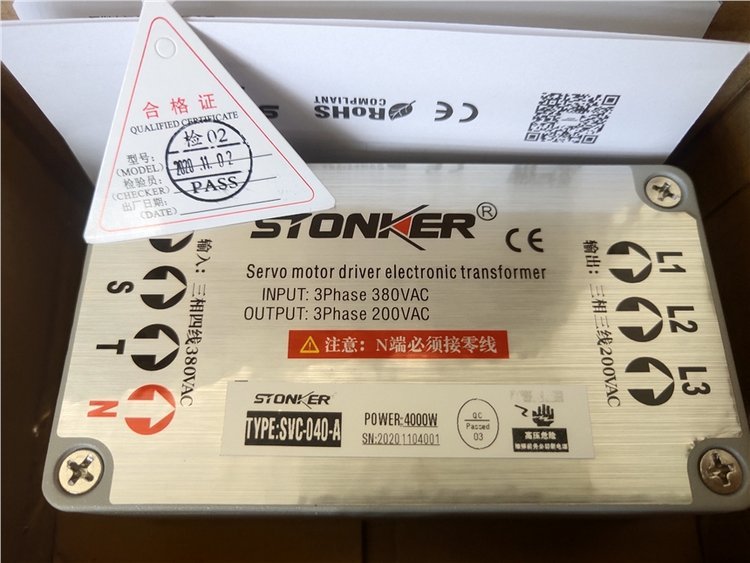 RoHS
COMPLIANT
CE
合格证
QUALIFIED CERTIFICATE
检 02
型号:
(MODEL)
2020.11.02
检验员:
(CHECKER)
PASS
出厂日期:
(DATE)
STONKER®
CE
Servo motor driver electronic transformer
INPUT: 3Phase 380VAC
OUTPUT: 3Phase 200VAC
注意：N端必须接零线
输入：三相四线380VAC
S
T
N
输出：三相三线200VAC
L1
L2
L3
STONKER
TYPE:SVC-040-A
POWER:4000W
SN:20201104001
QC
Passed
03
高压危险